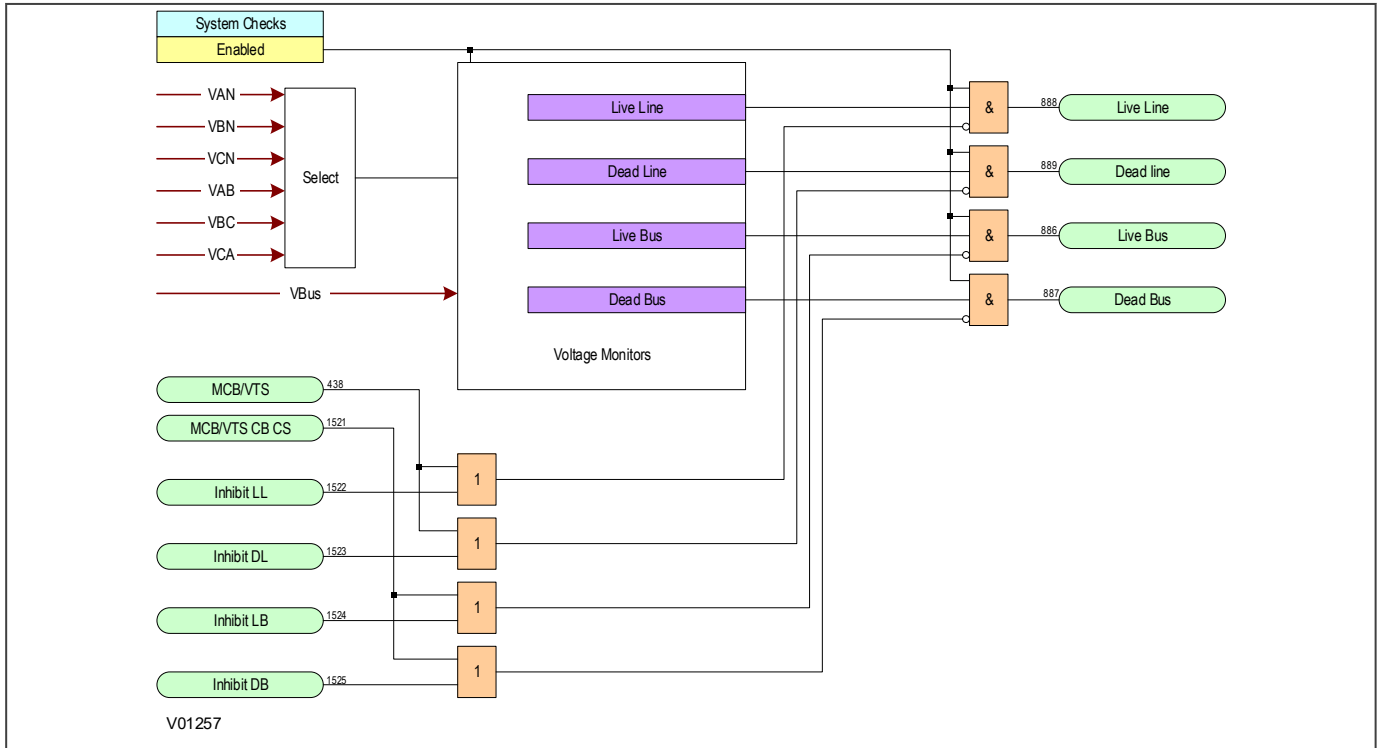 System Checks
Enabled
VAN
VBN
VCN
VAB
VBC
VCA
Select
VBus
Live Line
Dead Line
Live Bus
Dead Bus
Voltage Monitors
&
888
Live Line
&
889
Dead line
&
886
Live Bus
&
887
Dead Bus
MCB/VTS
438
MCB/VTS CB CS
1521
Inhibit LL
1522
1
Inhibit DL
1523
1
Inhibit LB
1524
1
Inhibit DB
1525
1
V01257